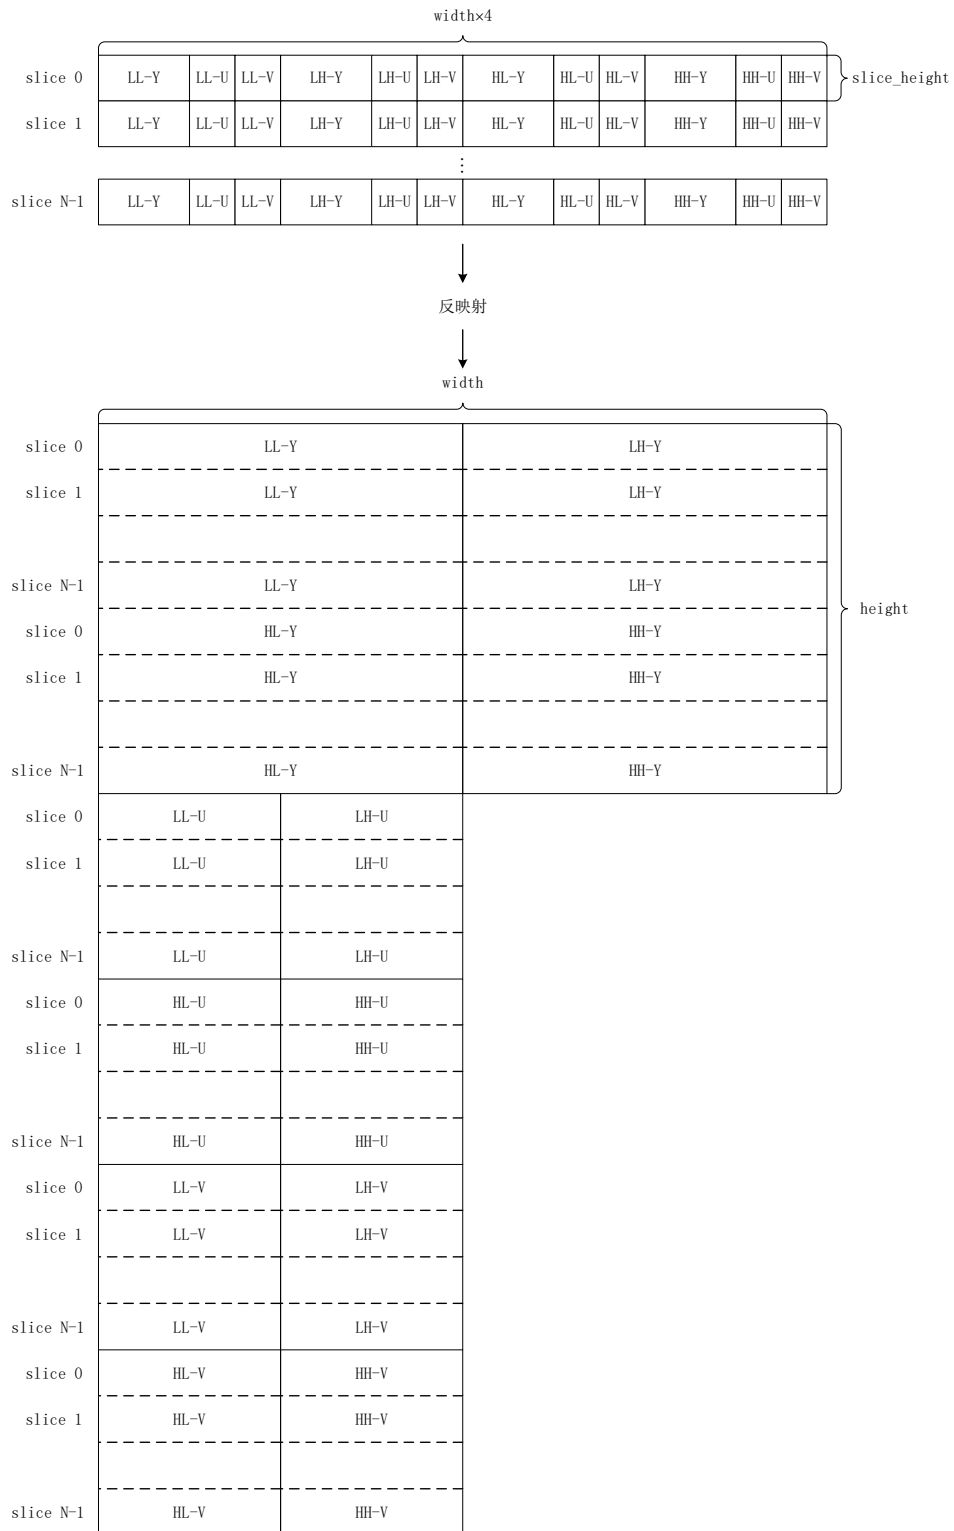 width×4
slice 0 LL-Y LL-U LL-V LH-Y LH-U LH-V HL-Y HL-U HL-V HH-Y HH-U HH-V slice_height
slice 1 LL-Y LL-U LL-V LH-Y LH-U LH-V HL-Y HL-U HL-V HH-Y HH-U HH-V
⋮
slice N-1 LL-Y LL-U LL-V LH-Y LH-U LH-V HL-Y HL-U HL-V HH-Y HH-U HH-V
反映射
width
slice 0 LL-Y LH-Y
slice 1 LL-Y LH-Y
slice N-1 LL-Y LH-Y
height
slice 0 HL-Y HH-Y
slice 1 HL-Y HH-Y
slice N-1 HL-Y HH-Y
slice 0 LL-U LH-U
slice 1 LL-U LH-U
slice N-1 LL-U LH-U
slice 0 HL-U HH-U
slice 1 HL-U HH-U
slice N-1 HL-U HH-U
slice 0 LL-V LH-V
slice 1 LL-V LH-V
slice N-1 LL-V LH-V
slice 0 HL-V HH-V
slice 1 HL-V HH-V
slice N-1 HL-V HH-V